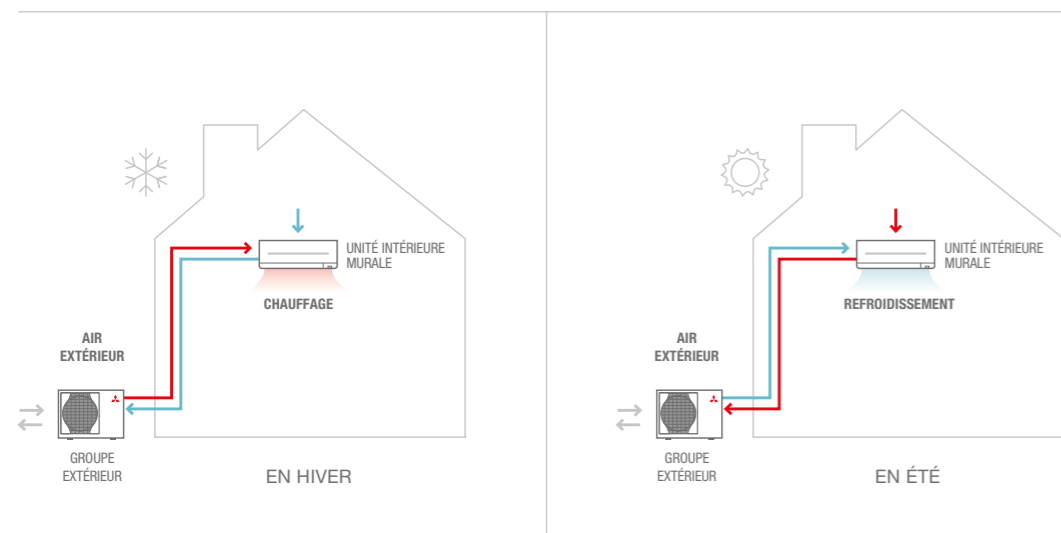 UNITÉ INTÉRIEURE
MURALE
CHAUFFAGE
AIR
EXTÉRIEUR
GROUPE
EXTÉRIEUR
EN HIVER
UNITÉ INTÉRIEURE
MURALE
REFROIDISSEMENT
AIR
EXTÉRIEUR
GROUPE
EXTÉRIEUR
EN ÉTÉ